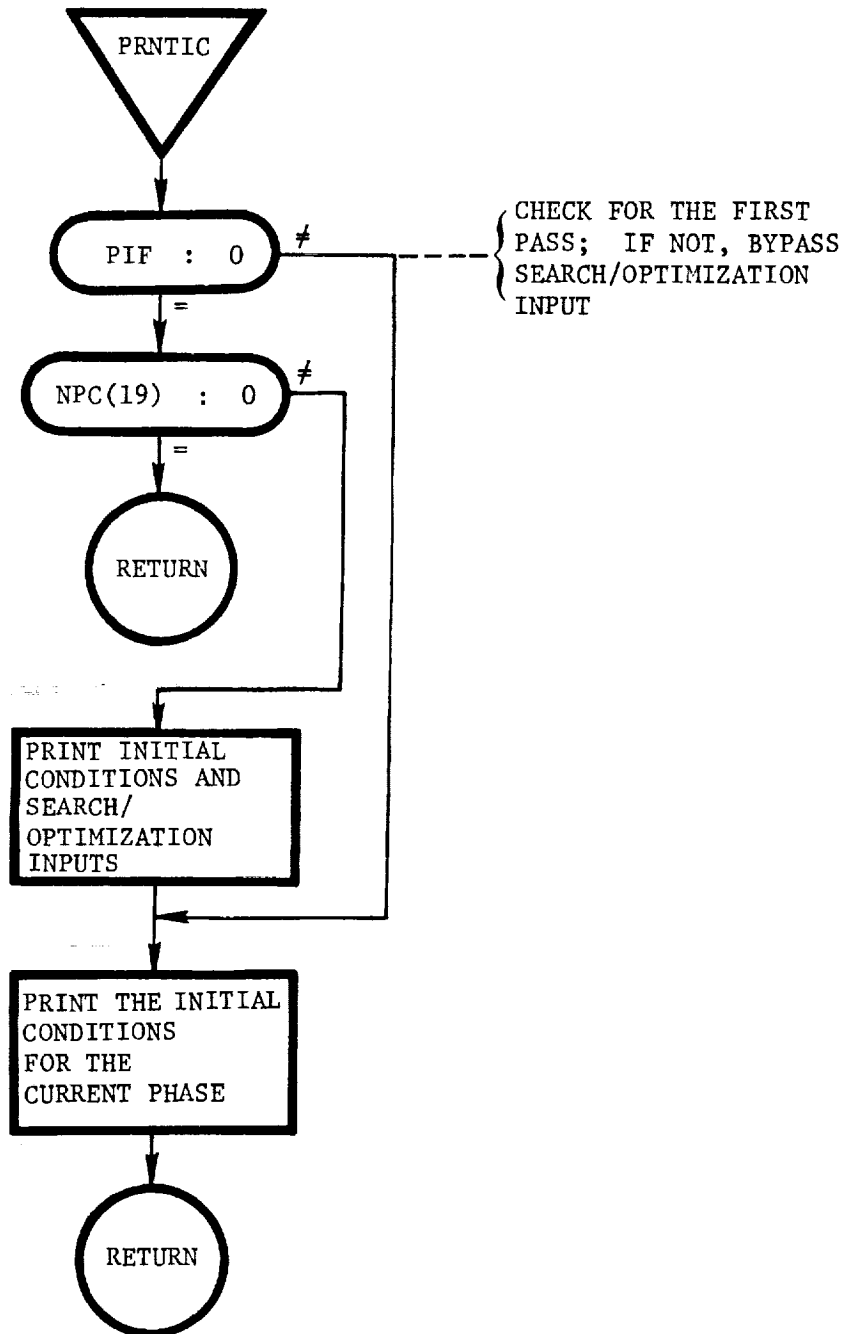 PRNTIC
PIF : 0
≠
CHECK FOR THE FIRST
PASS; IF NOT, BYPASS
SEARCH/OPTIMIZATION
INPUT
=
NPC(19) : 0
≠
=
RETURN
PRINT INITIAL
CONDITIONS AND
SEARCH/
OPTIMIZATION
INPUTS
PRINT THE INITIAL
CONDITIONS
FOR THE
CURRENT PHASE
RETURN